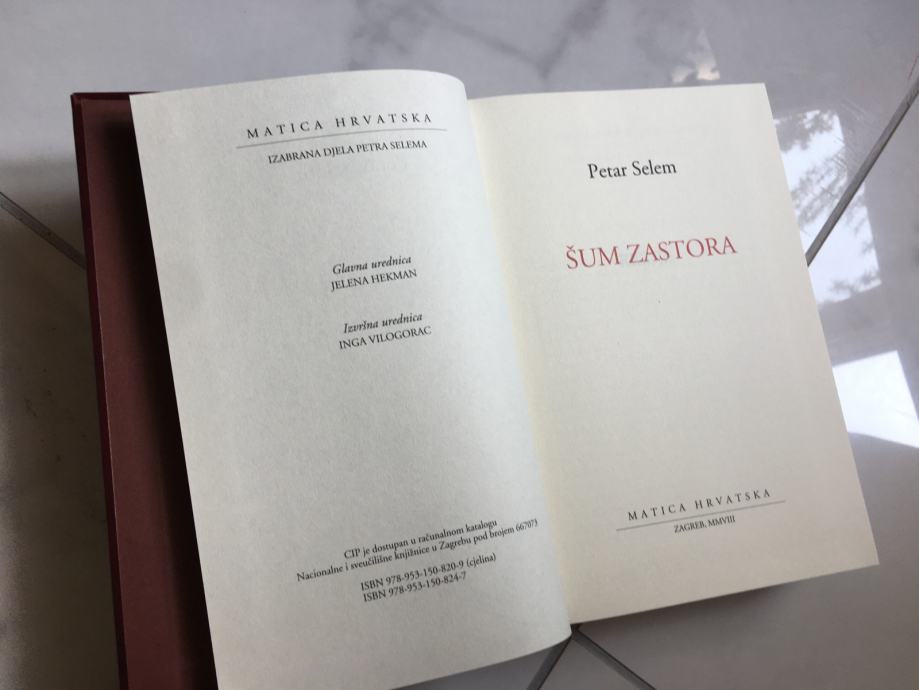 MATICA HRVATSKA
IZABRANA DJELA PETRA SELEMA
Glavna urednica
JELENA HEKMAN
Izvršna urednica
INGA VILOGORAC
CIP je dostupan u računalnom katalogu
Nacionalne i sveučilišne knjižnice u Zagrebu pod brojem 667073
ISBN 978-953-150-820-9 (cjelina)
ISBN 978-953-150-824-7
Petar Selem
ŠUM ZASTORA
MATICA HRVATSKA
ZAGREB, MMVIII